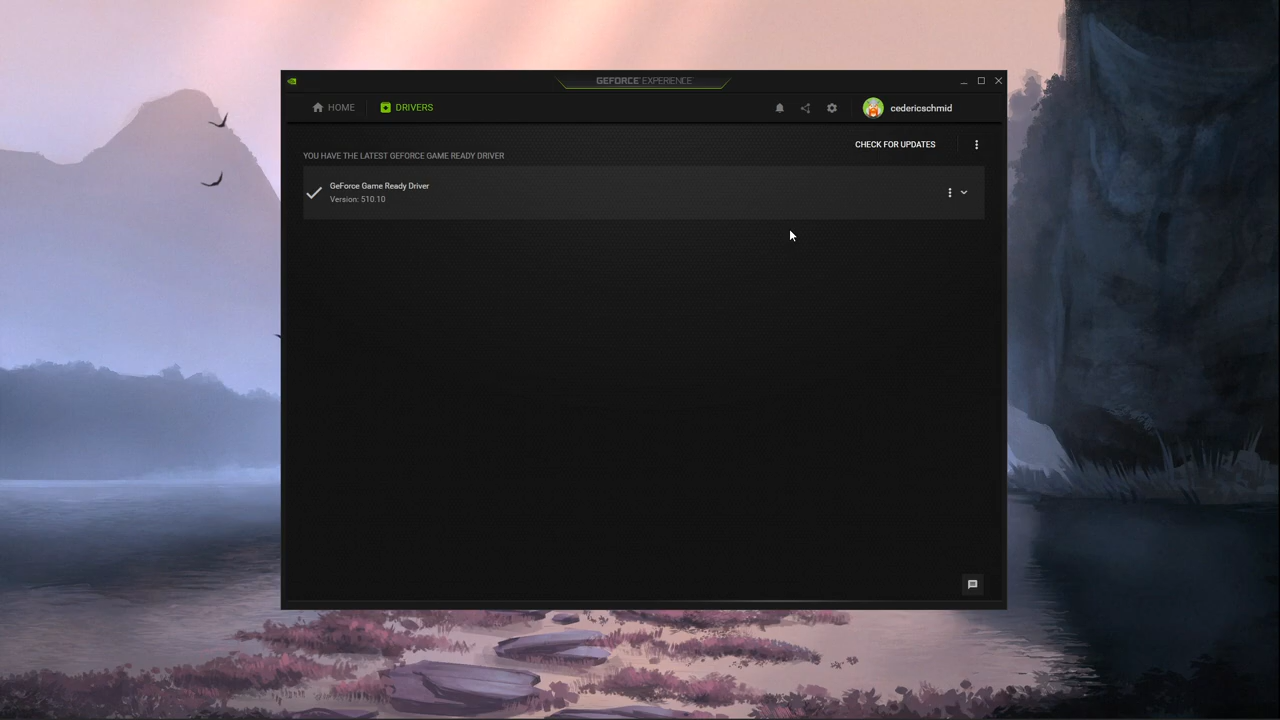 GEFORCE EXPERIENCE
HOME
DRIVERS
cedericschmid
CHECK FOR UPDATES
YOU HAVE THE LATEST GEFORCE GAME READY DRIVER
GeForce Game Ready Driver
Version: 510.10